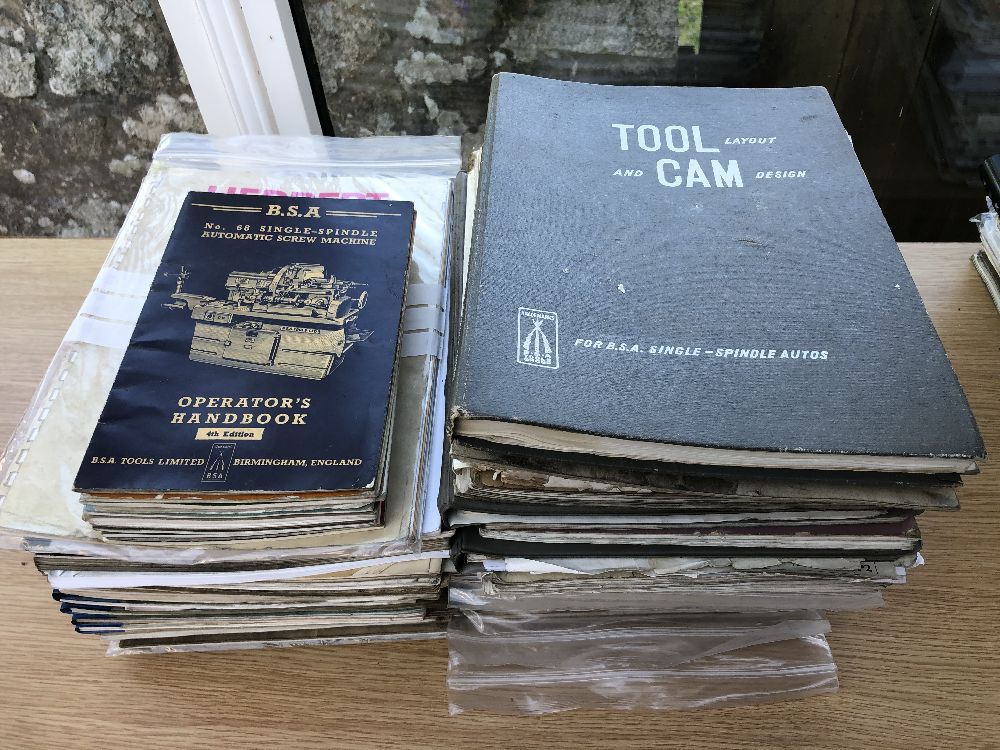 HERBERT
B.S.A
No. 68 SINGLE-SPINDLE
AUTOMATIC SCREW MACHINE
OPERATOR'S
HANDBOOK
4th Edition
B.S.A. TOOLS LIMITED BIRMINGHAM, ENGLAND
B.S.A
TOOL LAYOUT
AND CAM DESIGN
B.S.A
FOR B.S.A. SINGLE-SPINDLE AUTOS